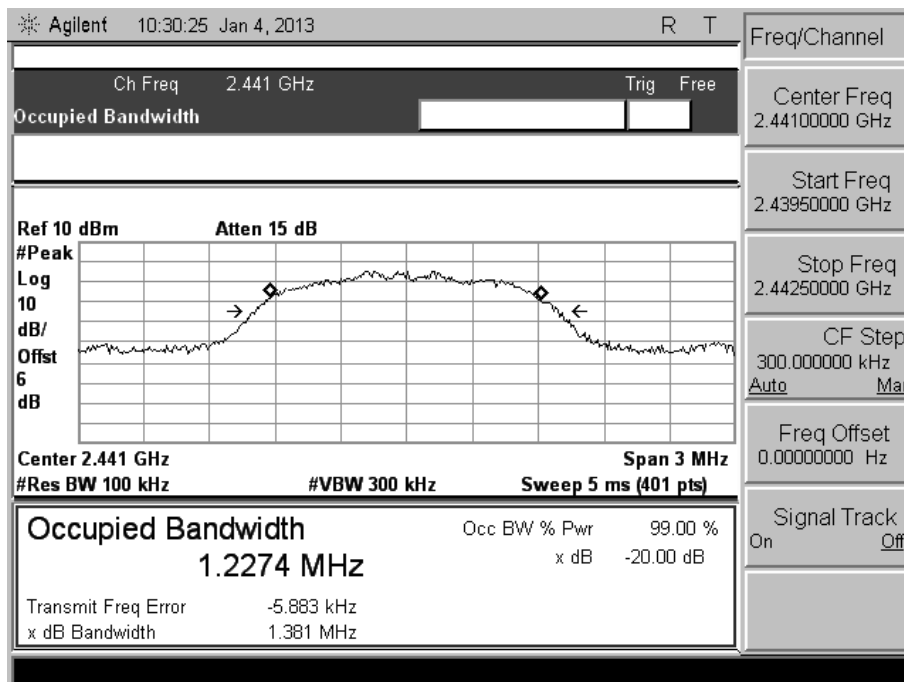 Agilent 10:30:25 Jan 4, 2013 R T
Ch Freq 2.441 GHz Trig Free
Occupied Bandwidth
Ref 10 dBm Atten 15 dB
#Peak
Log
10
dB/
Offst
6
dB
Center 2.441 GHz Span 3 MHz
#Res BW 100 kHz #VBW 300 kHz Sweep 5 ms (401 pts)
Occupied Bandwidth
1.2274 MHz
Occ BW % Pwr 99.00 %
x dB -20.00 dB
Transmit Freq Error -5.883 kHz
x dB Bandwidth 1.381 MHz
Freq/Channel
Center Freq
2.44100000 GHz
Start Freq
2.43950000 GHz
Stop Freq
2.44250000 GHz
CF Step
300.000000 kHz
Auto Man
Freq Offset
0.00000000 Hz
Signal Track
On Off